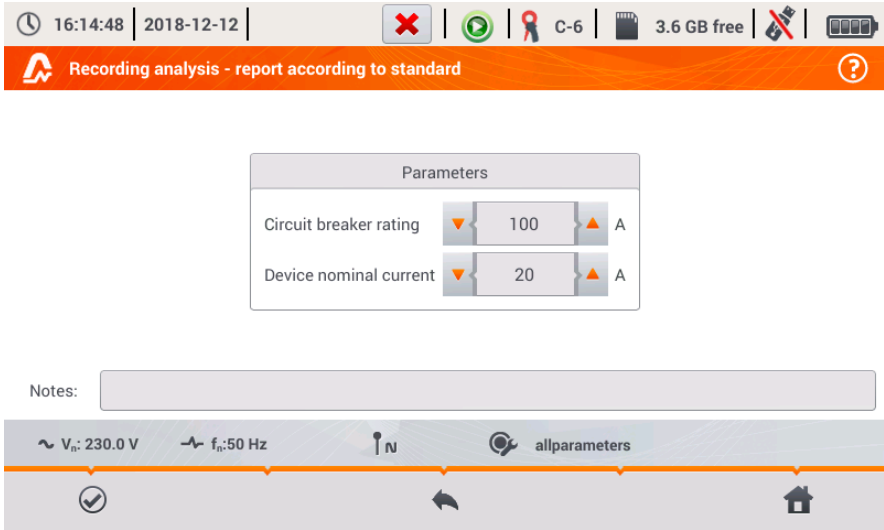 16:14:48 2018-12-12 C-6 3.6 GB free
Recording analysis - report according to standard ?
Parameters
Circuit breaker rating 100 A
Device nominal current 20 A
Notes:
Vn: 230.0 V fn:50 Hz N allparameters